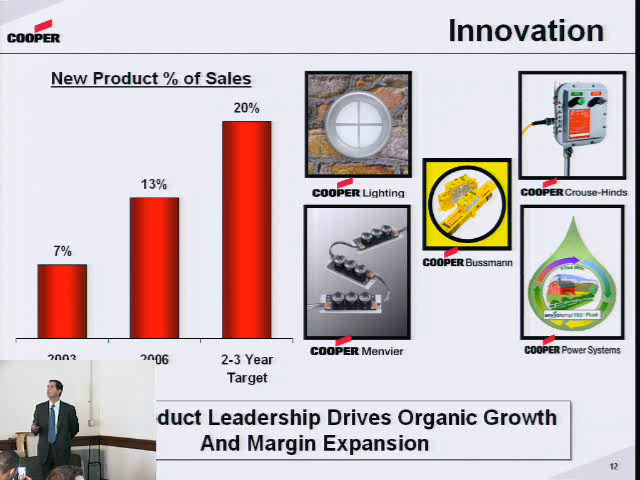 COOPER
Innovation
New Product % of Sales
20%
13%
7%
2003
2006
2-3 Year
Target
COOPER Lighting
COOPER Crouse-Hinds
COOPER Bussmann
COOPER Menvier
COOPER Power Systems
duct Leadership Drives Organic Growth
And Margin Expansion
12